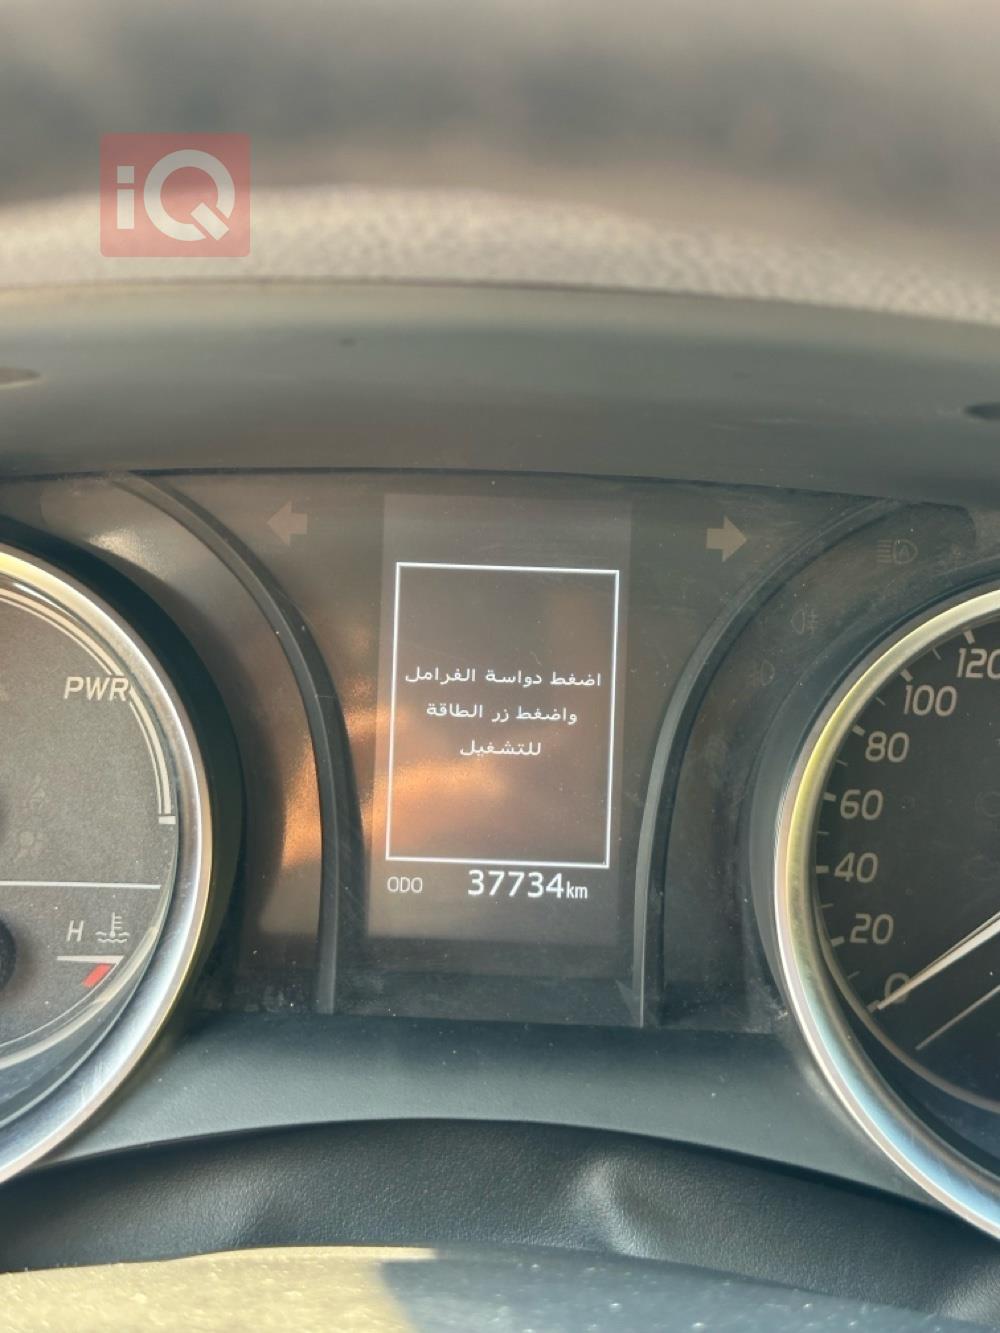 iQ
اضغط دواسة الفرامل
واضغط زر الطاقة
للتشغيل
ODO 37734km
PWR
H
120
100
80
60
40
20
0